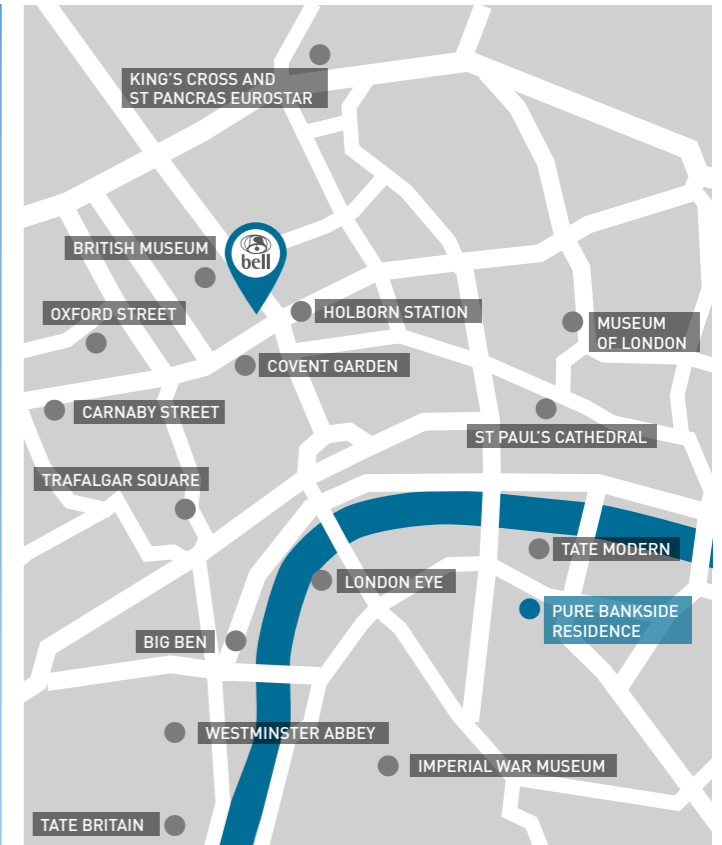 KING'S CROSS AND
ST PANCRAS EUROSTAR
BRITISH MUSEUM
bell
OXFORD STREET
HOLBORN STATION
MUSEUM
OF LONDON
COVENT GARDEN
CARNABY STREET
ST PAUL'S CATHEDRAL
TRAFALGAR SQUARE
TATE MODERN
LONDON EYE
PURE BANKSIDE
RESIDENCE
BIG BEN
WESTMINSTER ABBEY
IMPERIAL WAR MUSEUM
TATE BRITAIN